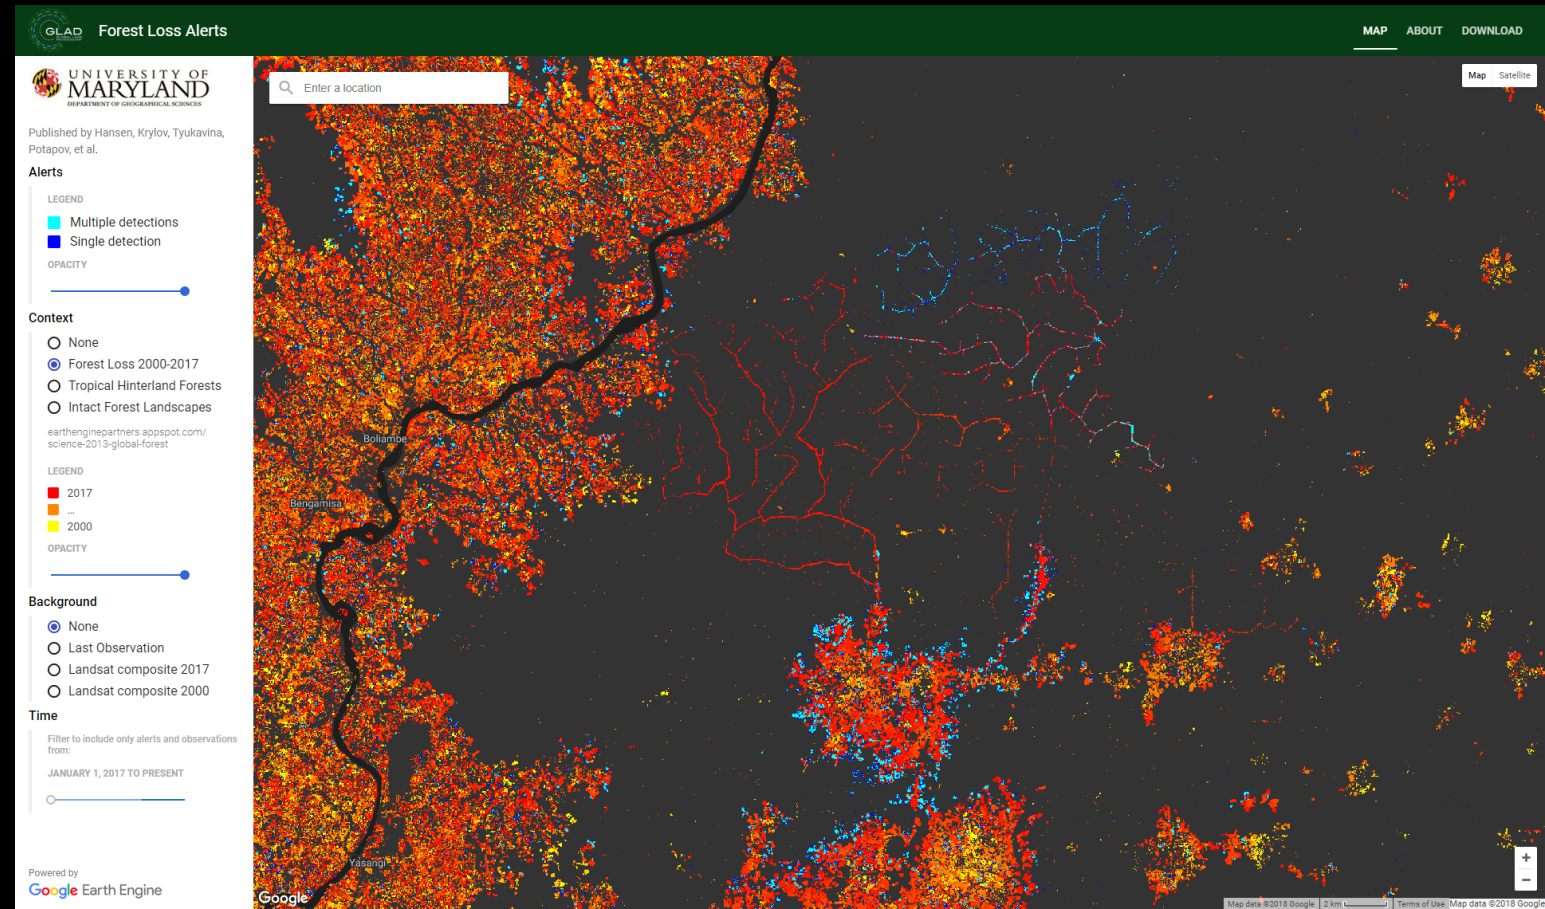 GLAD
Forest Loss Alerts
MAP ABOUT DOWNLOAD
UNIVERSITY OF
MARYLAND
DEPARTMENT OF GEOGRAPHICAL SCIENCES
Enter a location
Map Satellite
Published by Hansen, Krylov, Tyukavina,
Potapov, et al.
Alerts
LEGEND
Multiple detections
Single detection
OPACITY
Context
None
Forest Loss 2000-2017
Tropical Hinterland Forests
Intact Forest Landscapes
earthenginepartners.appspot.com/
science-2013-global-forest
LEGEND
2017
...
2000
OPACITY
Background
None
Last Observation
Landsat composite 2017
Landsat composite 2000
Time
Filter to include only alerts and observations
from:
JANUARY 1, 2017 TO PRESENT
Powered by
Google Earth Engine
Boliambe
Bengamisa
Yasangi
Google
+
−
Map data ©2018 Google 2 km Terms of Use Map data ©2018 Google